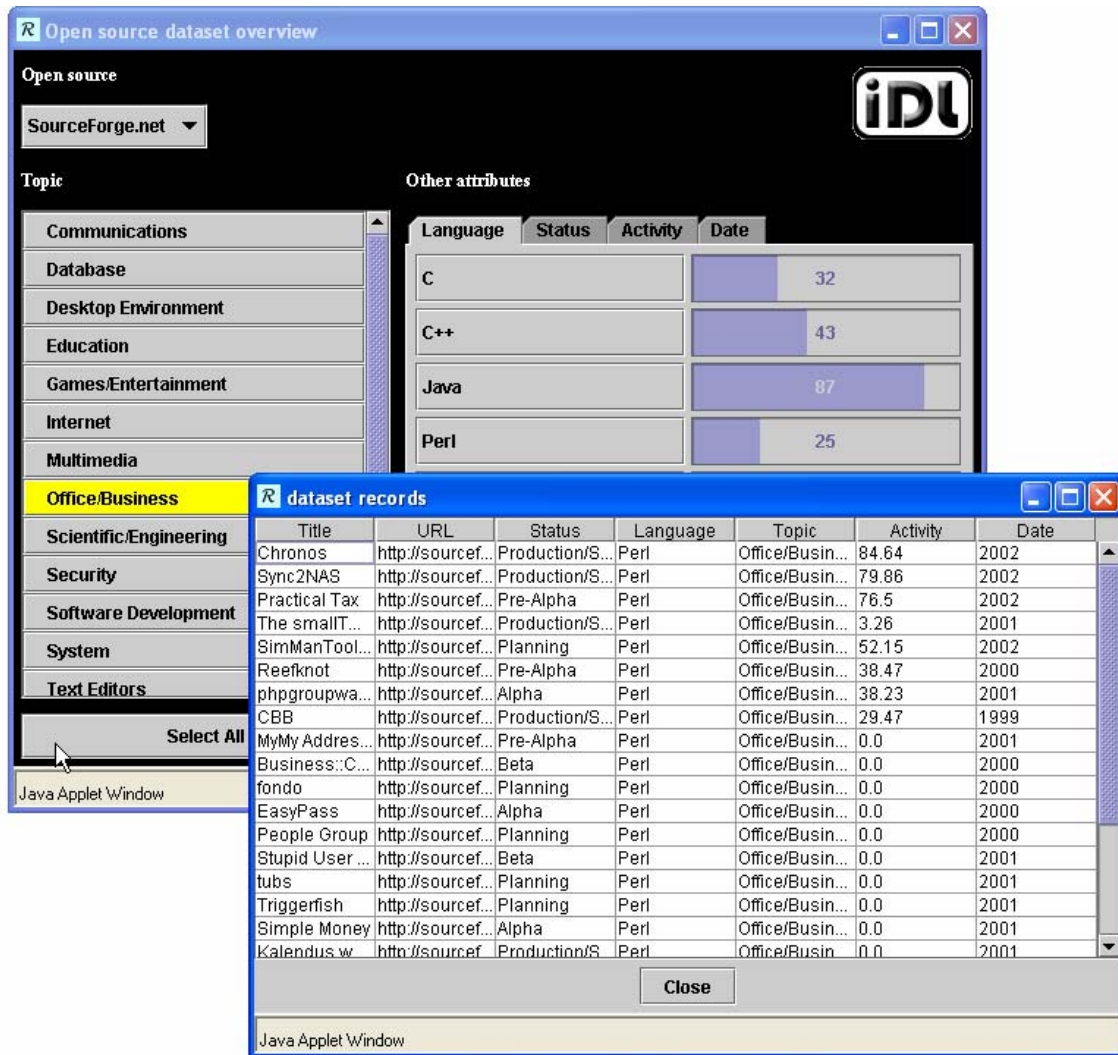 R Open source dataset overview
Open source
iDL
SourceForge.net
Topic
Communications
Database
Desktop Environment
Education
Games/Entertainment
Internet
Multimedia
Office/Business
Scientific/Engineering
Security
Software Development
System
Text Editors
Select All
Java Applet Window
Other attributes
Language Status Activity Date
C 32
C++ 43
Java 87
Perl 25
R dataset records
Title URL Status Language Topic Activity Date
Chronos http://sourcef... Production/S... Perl Office/Busin... 84.64 2002
Sync2NAS http://sourcef... Production/S... Perl Office/Busin... 79.86 2002
Practical Tax http://sourcef... Pre-Alpha Perl Office/Busin... 76.5 2002
The smallT... http://sourcef... Production/S... Perl Office/Busin... 3.26 2001
SimManTool... http://sourcef... Planning Perl Office/Busin... 52.15 2002
Reefknot http://sourcef... Pre-Alpha Perl Office/Busin... 38.47 2000
phpgroupwa... http://sourcef... Alpha Perl Office/Busin... 38.23 2001
CBB http://sourcef... Production/S... Perl Office/Busin... 29.47 1999
MyMy Addres... http://sourcef... Pre-Alpha Perl Office/Busin... 0.0 2001
Business::C... http://sourcef... Beta Perl Office/Busin... 0.0 2000
fondo http://sourcef... Planning Perl Office/Busin... 0.0 2000
EasyPass http://sourcef... Alpha Perl Office/Busin... 0.0 2000
People Group http://sourcef... Planning Perl Office/Busin... 0.0 2000
Stupid User ... http://sourcef... Beta Perl Office/Busin... 0.0 2001
tubs http://sourcef... Planning Perl Office/Busin... 0.0 2001
Triggerfish http://sourcef... Planning Perl Office/Busin... 0.0 2001
Simple Money http://sourcef... Alpha Perl Office/Busin... 0.0 2001
Kalendus w http://sourcef Production/S Perl Office/Busin 0.0 2001
Close
Java Applet Window